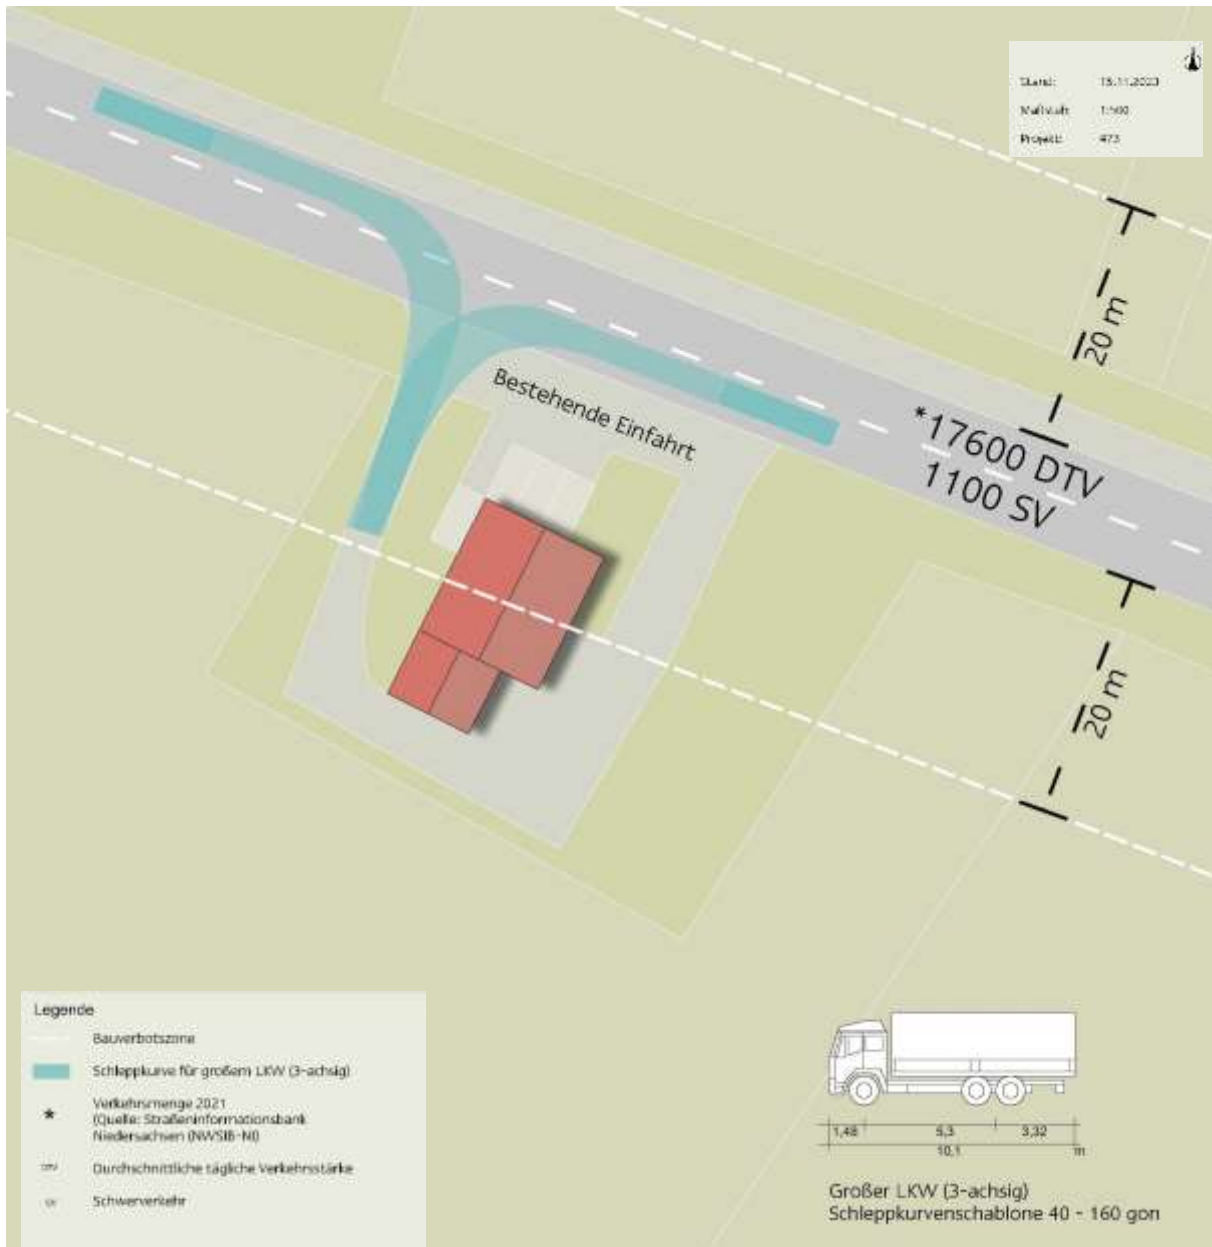 Stand: 15.11.2023
Maßstab: 1:500
Projekt: 473
20 m
Bestehende Einfahrt
*17600 DTV
1100 SV
20 m
Legende
Bauverbotszone
Schleppkurve für großem LKW (3-achsig)
* Verkehrsmenge 2021
(Quelle: Straßeninformationsbank
Niedersachsen (NWSIB-NI)
DTV Durchschnittliche tägliche Verkehrsstärke
SV Schwerverkehr
1,48 5,3 3,32
10,1 m
Großer LKW (3-achsig)
Schleppkurvenschablone 40 - 160 gon